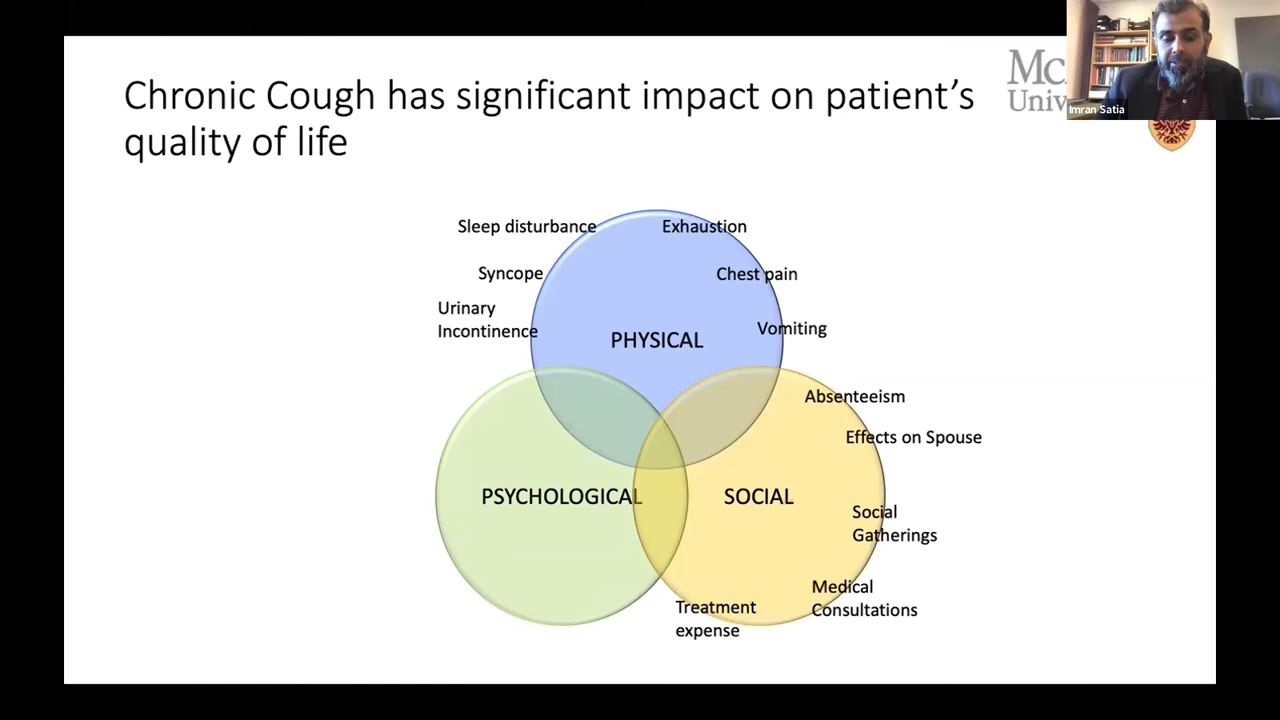 Chronic Cough has significant impact on patient's
quality of life
Imran Satia
Sleep disturbance
Exhaustion
Syncope
Chest pain
Urinary
Incontinence
Vomiting
PHYSICAL
Absenteeism
Effects on Spouse
PSYCHOLOGICAL
SOCIAL
Social
Gatherings
Medical
Consultations
Treatment
expense